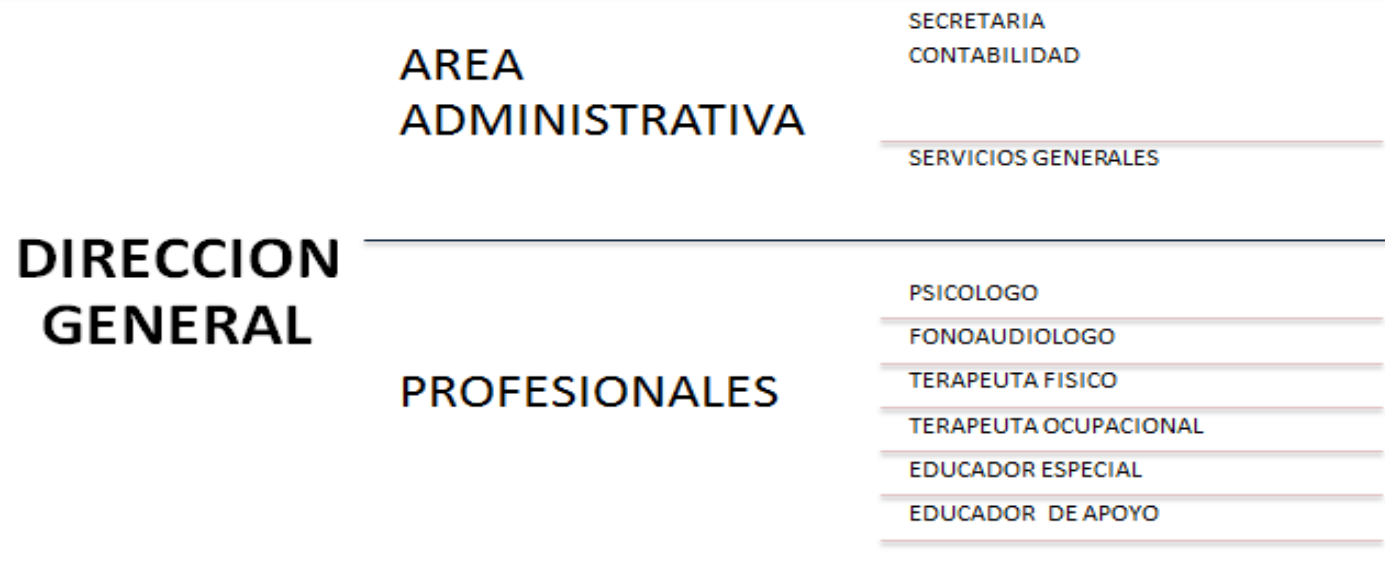 DIRECCION
GENERAL
AREA
ADMINISTRATIVA
SECRETARIA
CONTABILIDAD
SERVICIOS GENERALES
PROFESIONALES
PSICOLOGO
FONOAUDIOLOGO
TERAPEUTA FISICO
TERAPEUTA OCUPACIONAL
EDUCADOR ESPECIAL
EDUCADOR  DE APOYO